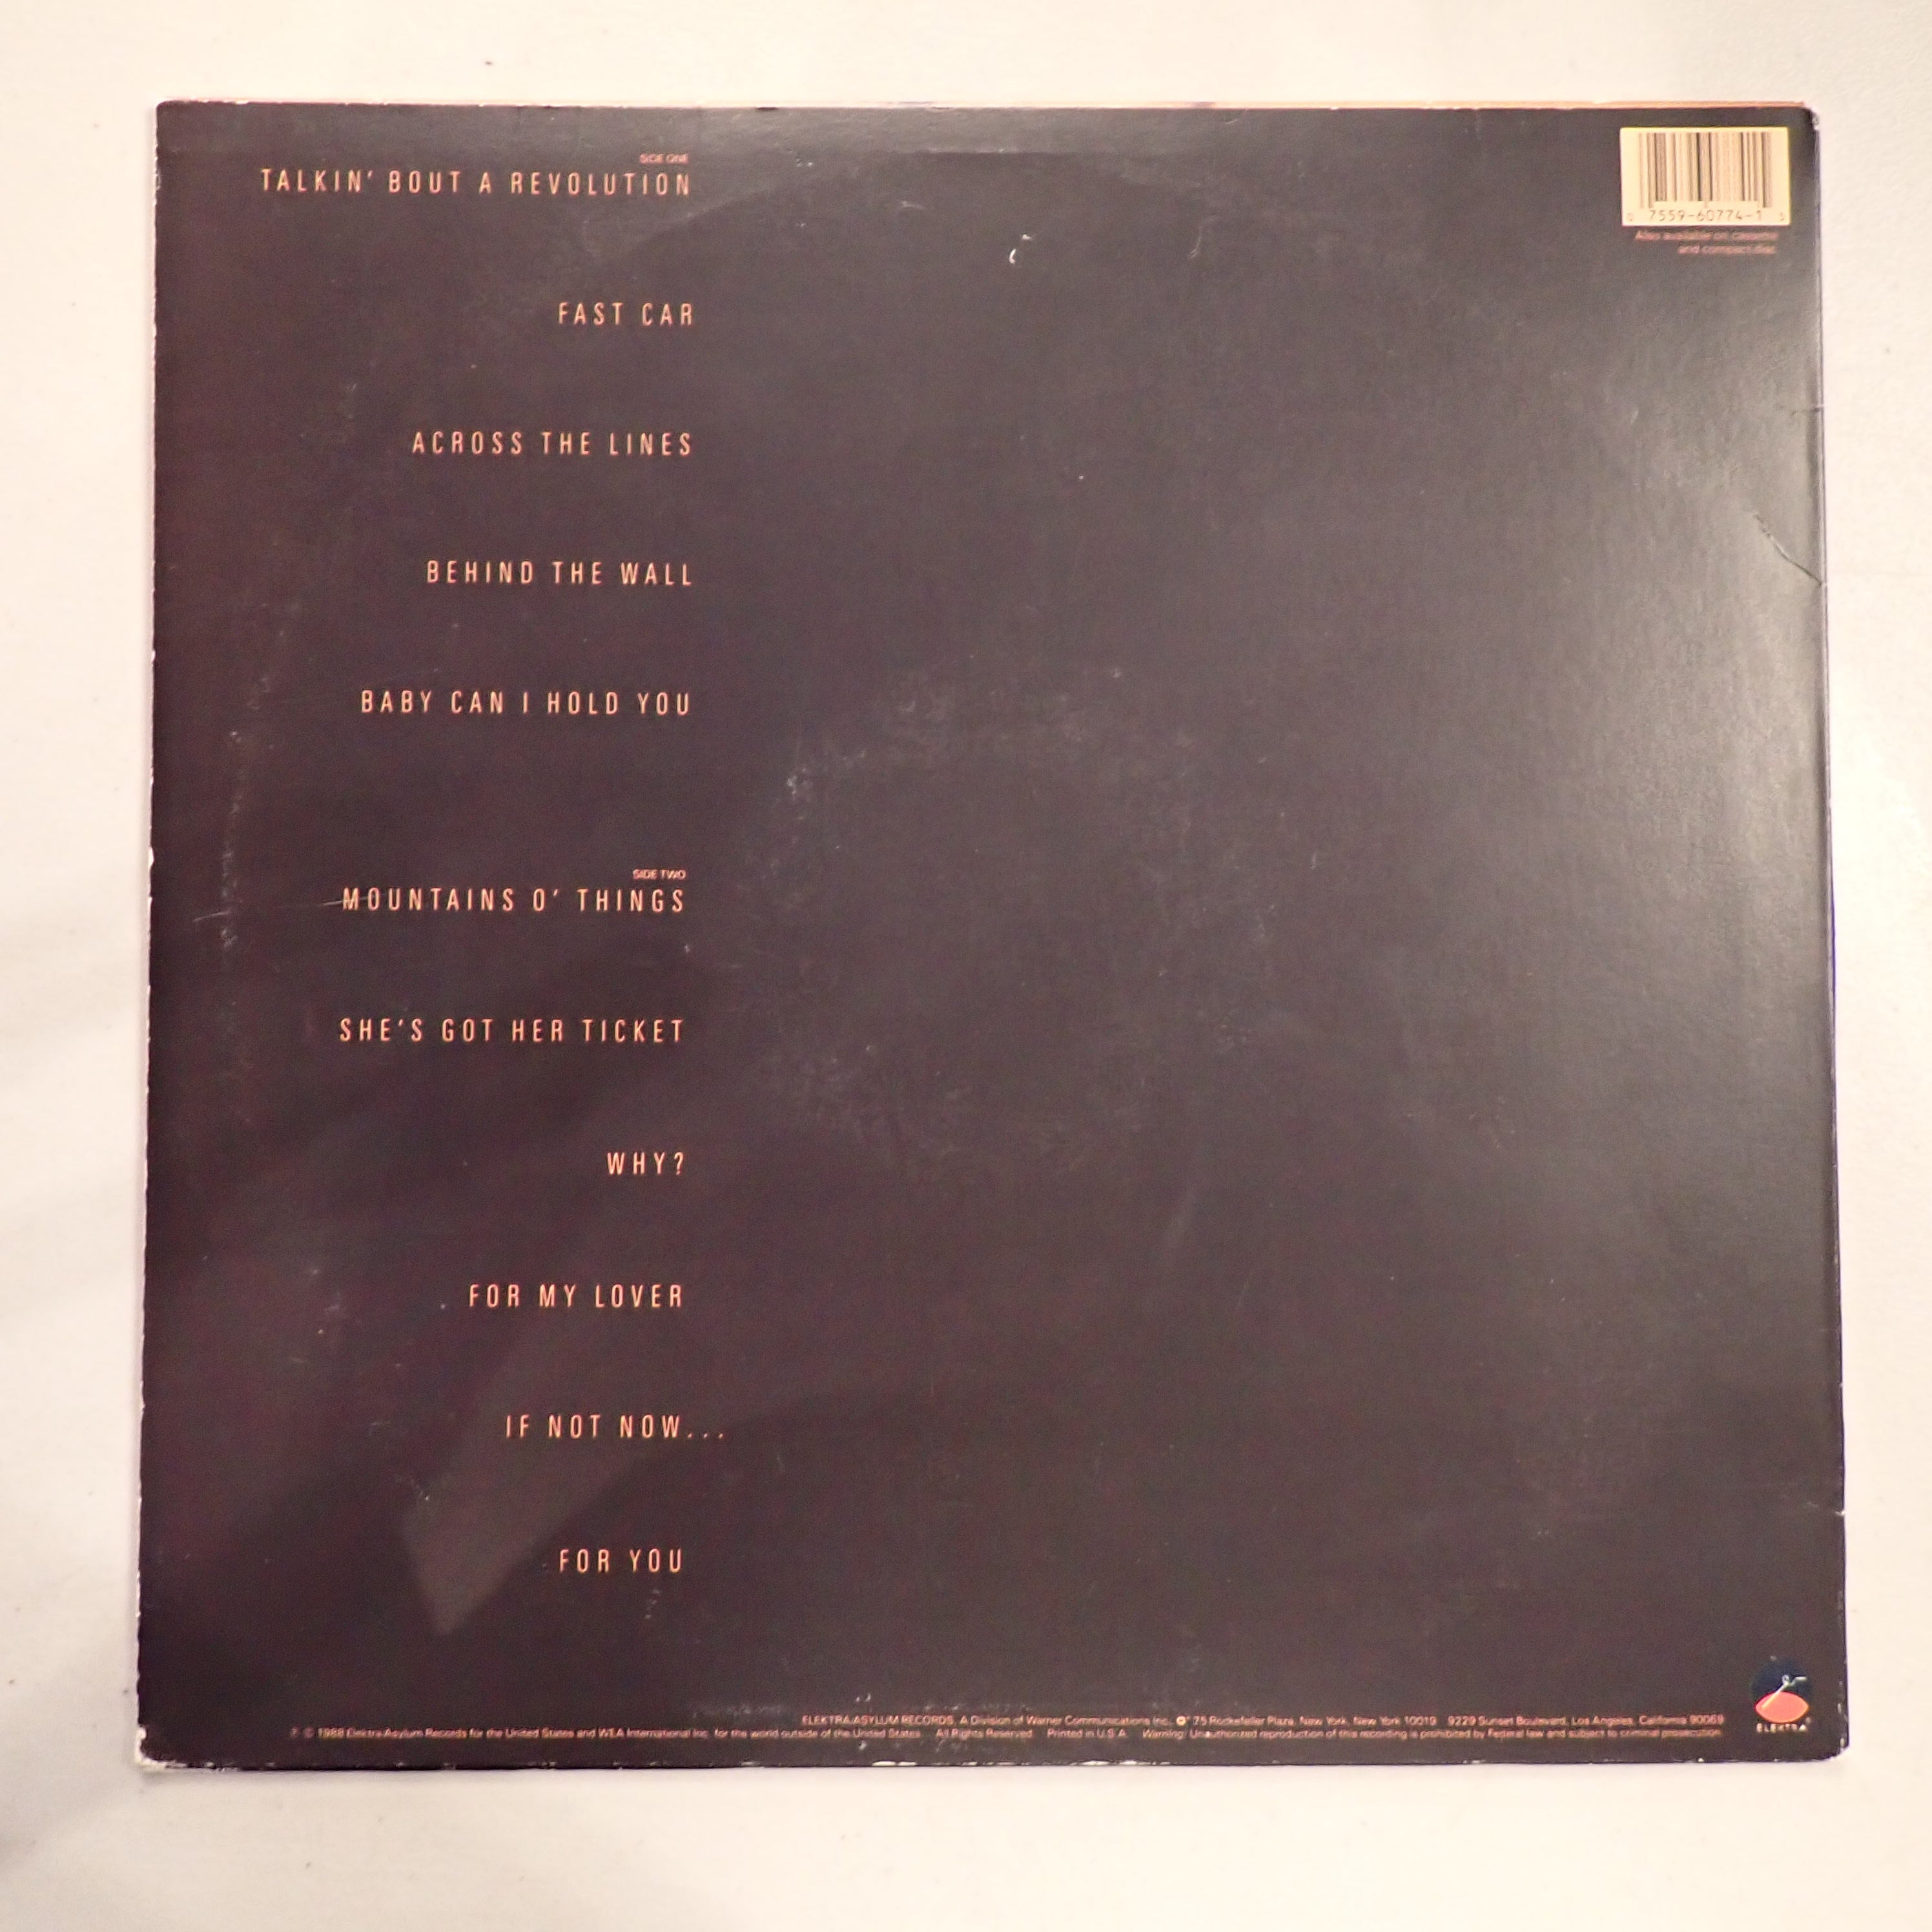 SIDE ONE
TALKIN' BOUT A REVOLUTION
FAST CAR
ACROSS THE LINES
BEHIND THE WALL
BABY CAN I HOLD YOU
SIDE TWO
MOUNTAINS O' THINGS
SHE'S GOT HER TICKET
WHY?
FOR MY LOVER
IF NOT NOW...
FOR YOU
0 7559-60774-1 3
Also available on cassette
and compact disc
ELEKTRA/ASYLUM RECORDS, A Division of Warner Communications Inc. 75 Rockefeller Plaza, New York, New York 10019 9229 Sunset Boulevard, Los Angeles, California 90069
℗ © 1988 Elektra/Asylum Records for the United States and WEA International Inc. for the world outside of the United States. All Rights Reserved. Printed in U.S.A. Warning: Unauthorized reproduction of this recording is prohibited by Federal law and subject to criminal prosecution.
ELEKTRA®